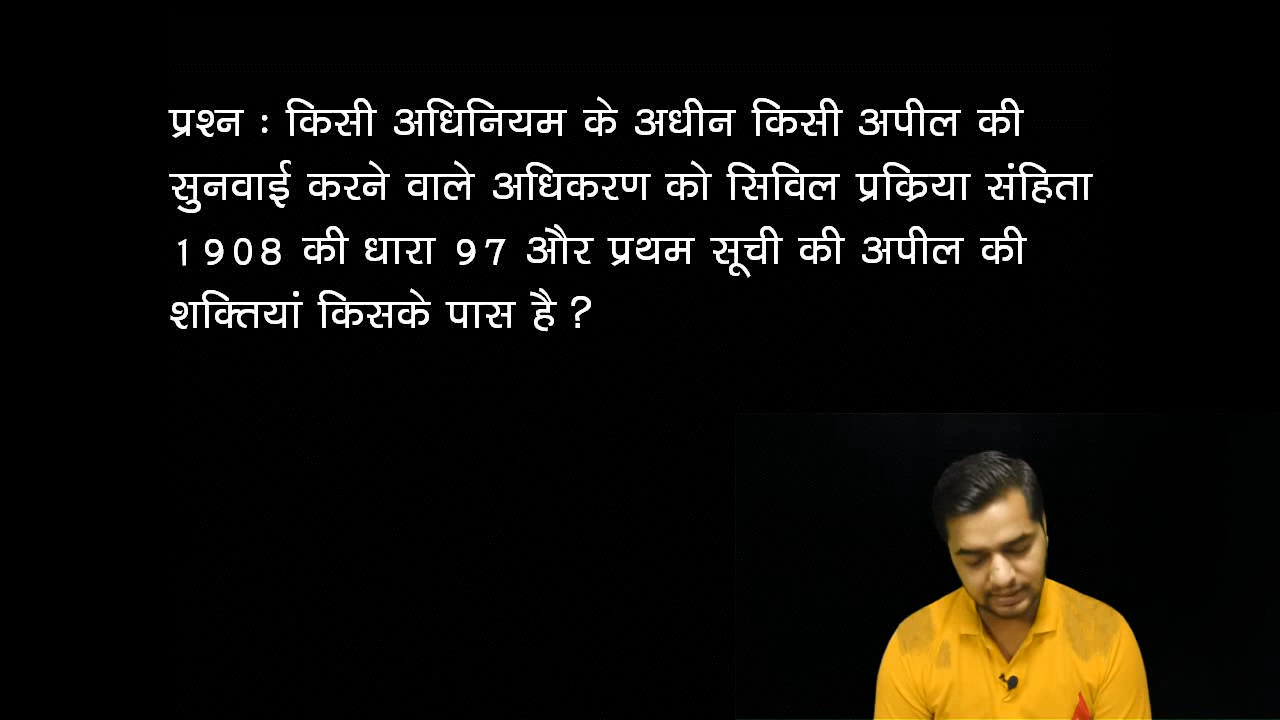 प्रश्न : किसी अधिनियम के अधीन किसी अपील की
सुनवाई करने वाले अधिकरण को सिविल प्रक्रिया संहिता
1908 की धारा 97 और प्रथम सूची की अपील की
शक्तियां किसके पास है ?